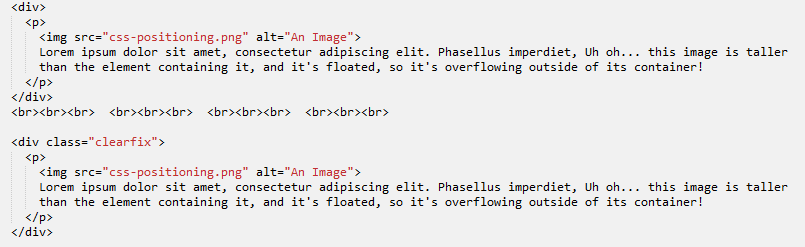 <div>
<p>
<img src="css-positioning.png" alt="An Image">
Lorem ipsum dolor sit amet, consectetur adipiscing elit. Phasellus imperdiet, Uh oh... this image is taller
than the element containing it, and it's floated, so it's overflowing outside of its container!
</p>
</div>
<br><br><br>  <br><br><br>  <br><br><br>  <br><br><br>
<div class="clearfix">
<p>
<img src="css-positioning.png" alt="An Image">
Lorem ipsum dolor sit amet, consectetur adipiscing elit. Phasellus imperdiet, Uh oh... this image is taller
than the element containing it, and it's floated, so it's overflowing outside of its container!
</p>
</div>